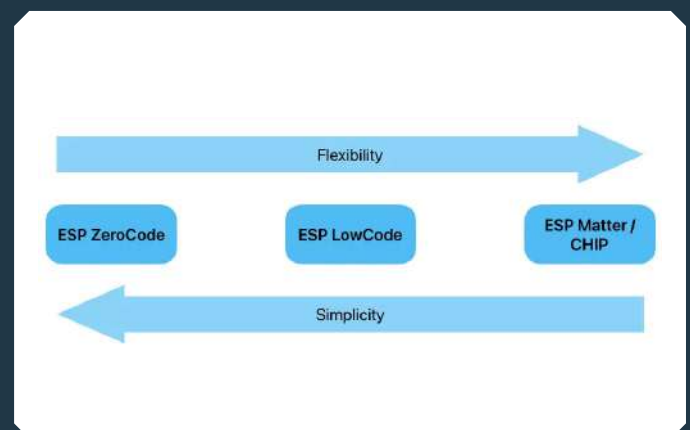 Flexibility
ESP ZeroCode
ESP LowCode
ESP Matter /
CHIP
Simplicity